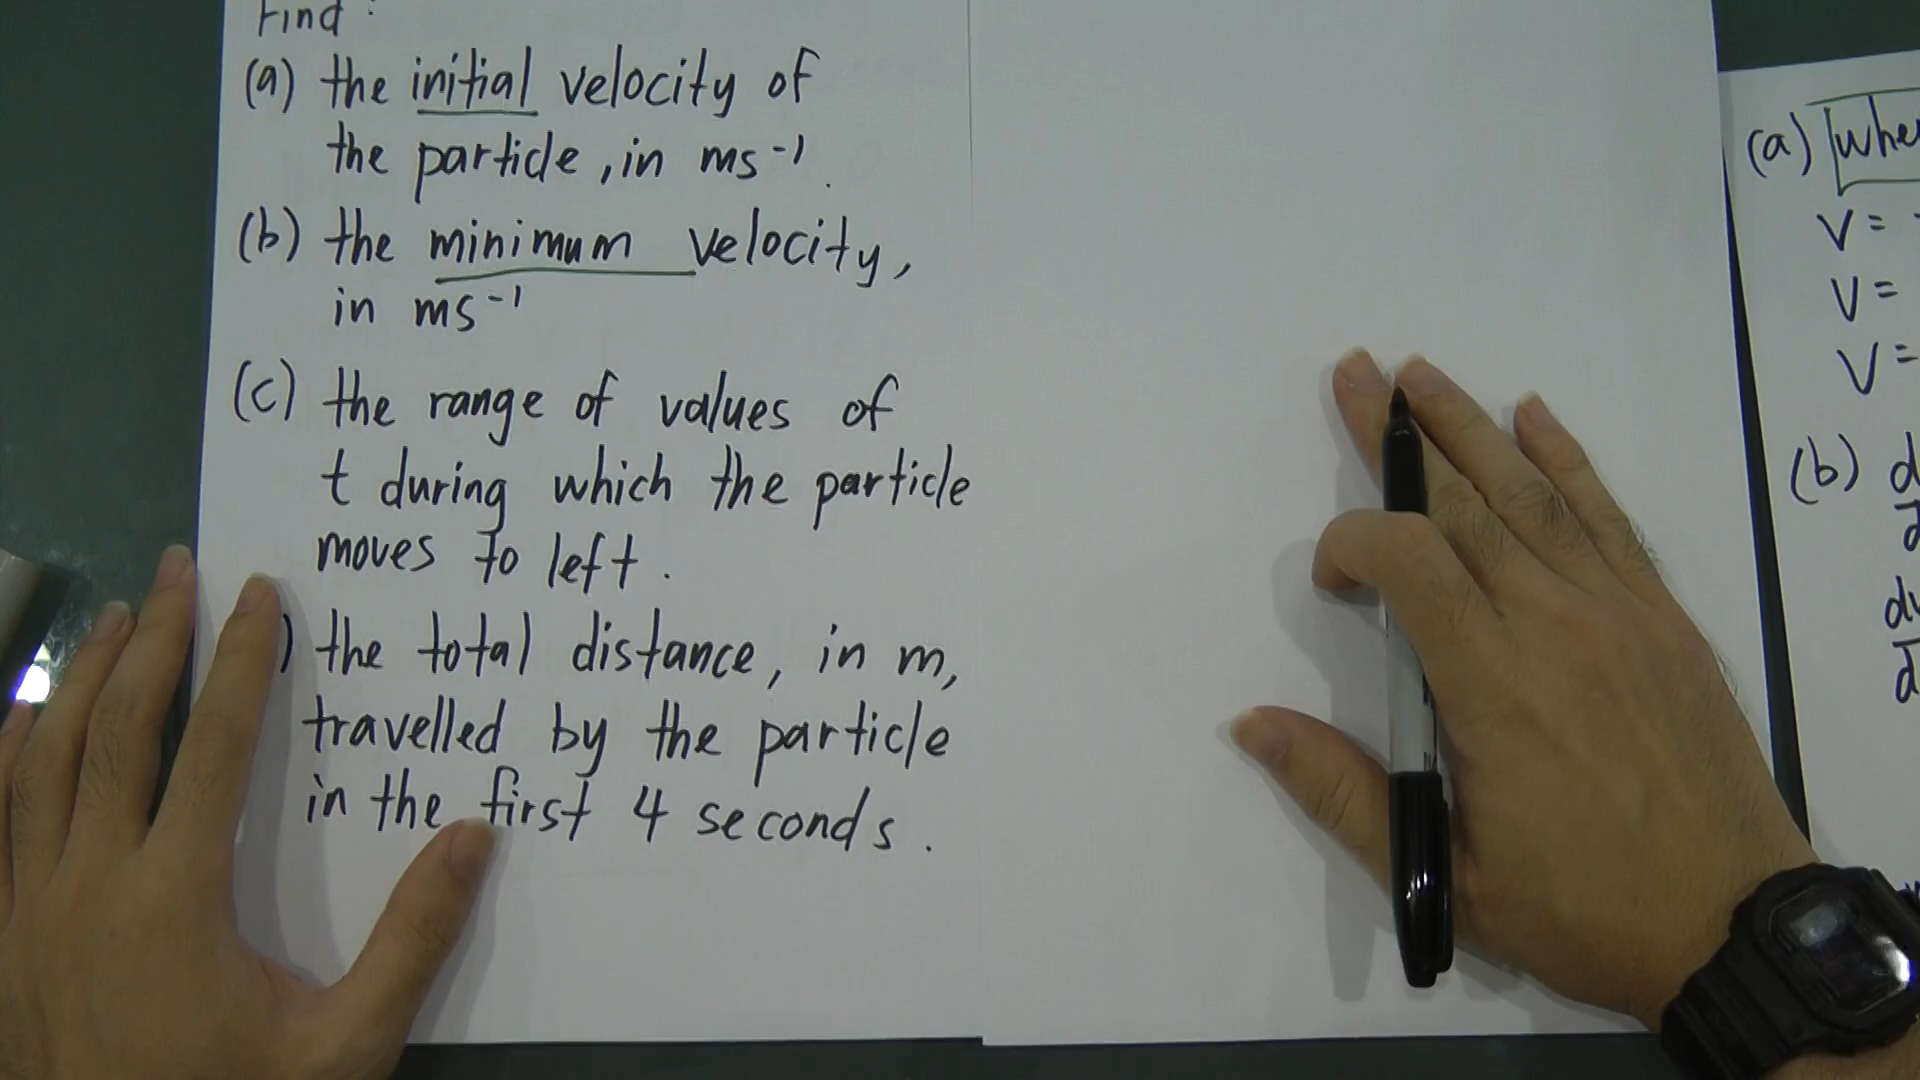 Find :
(a) the initial velocity of
the particle, in ms⁻¹.
(b) the minimum velocity,
in ms⁻¹
(c) the range of values of
t during which the particle
moves to left.
) the total distance, in m,
travelled by the particle
in the first 4 seconds.
(a)
V =
V =
V =
(b) d
d
dv
d